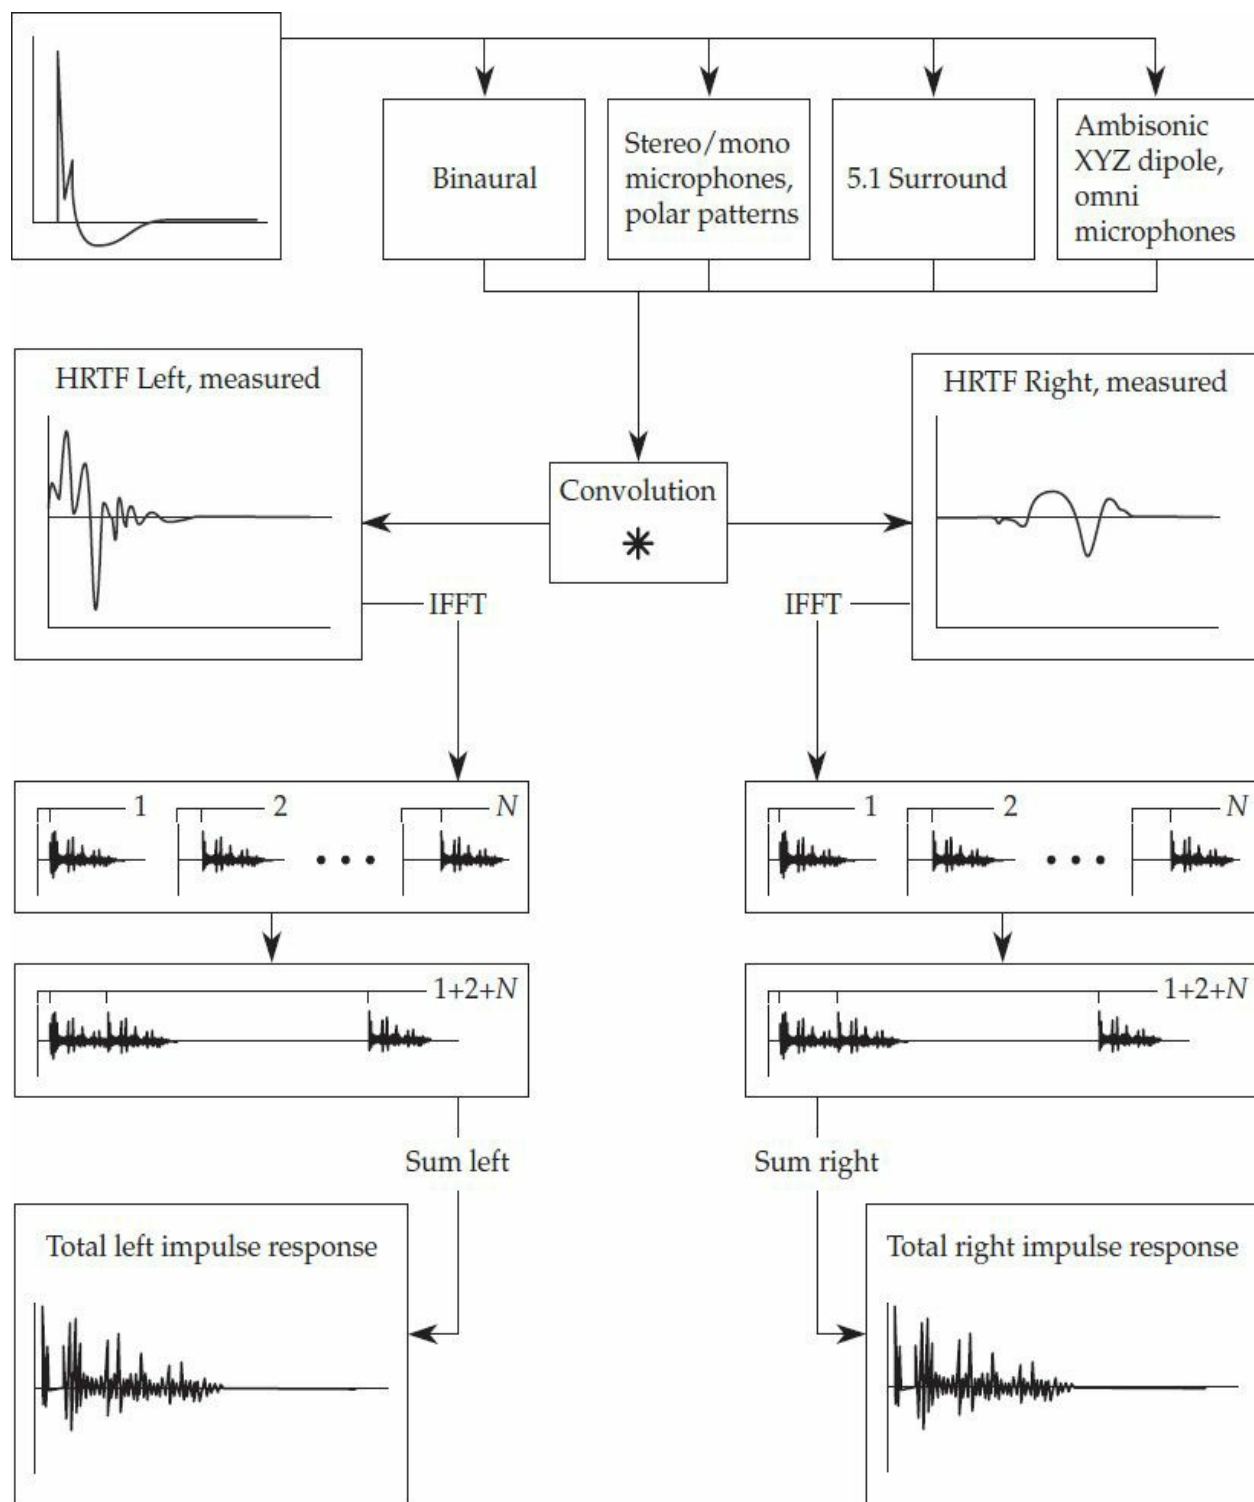 Binaural
Stereo/mono
microphones,
polar patterns
5.1 Surround
Ambisonic
XYZ dipole,
omni
microphones
HRTF Left, measured
HRTF Right, measured
Convolution
*
IFFT
IFFT
1
2
N
1
2
N
1+2+N
1+2+N
Sum left
Sum right
Total left impulse response
Total right impulse response